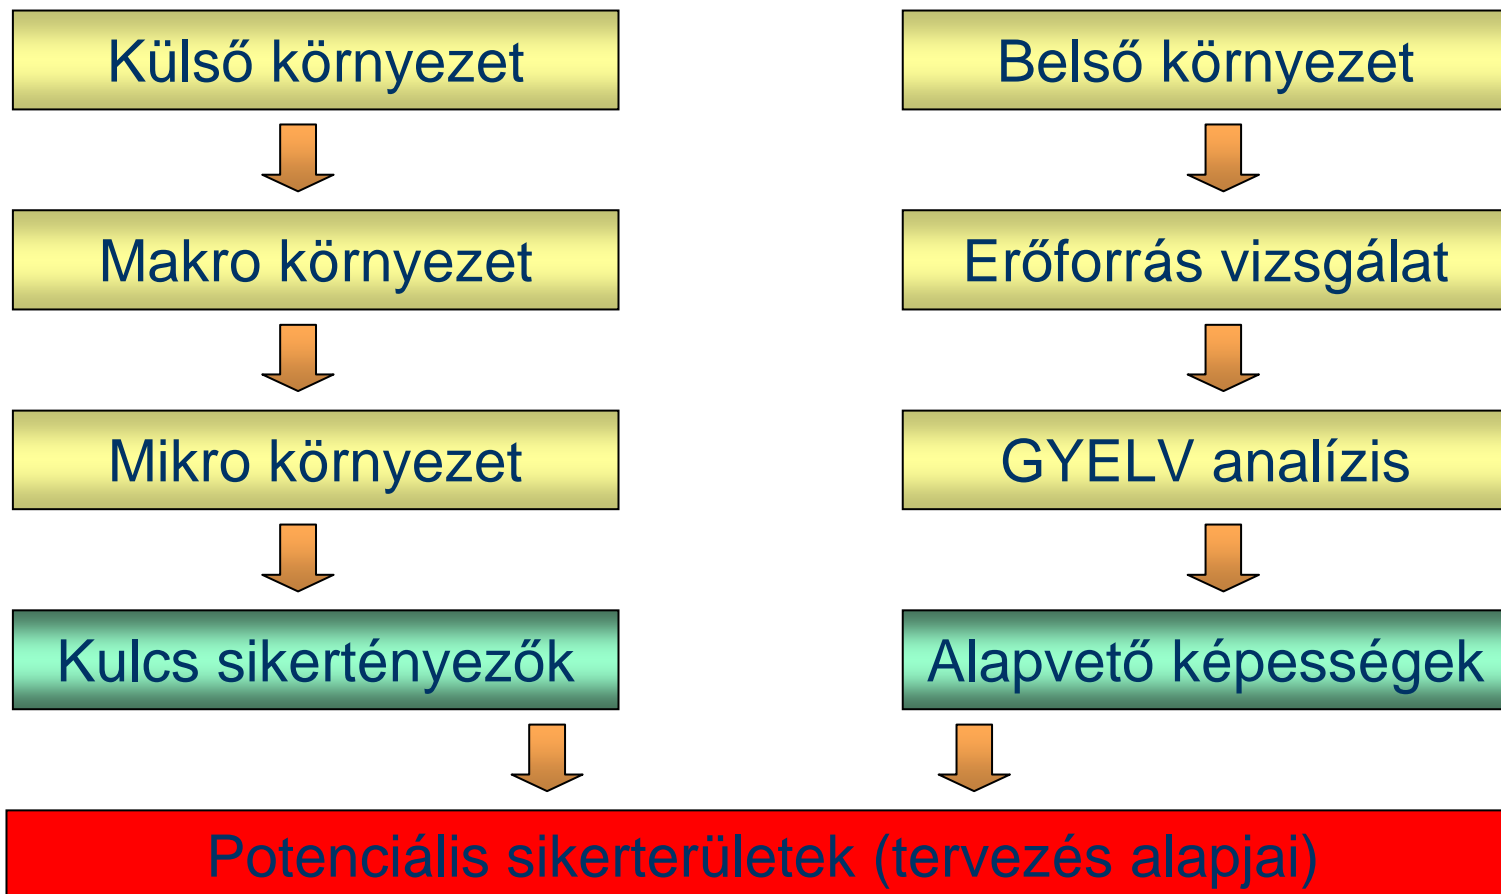 Külső környezet
Belső környezet
Makro környezet
Erőforrás vizsgálat
Mikro környezet
GYELV analízis
Kulcs sikertényezők
Alapvető képességek
Potenciális sikerterületek (tervezés alapjai)